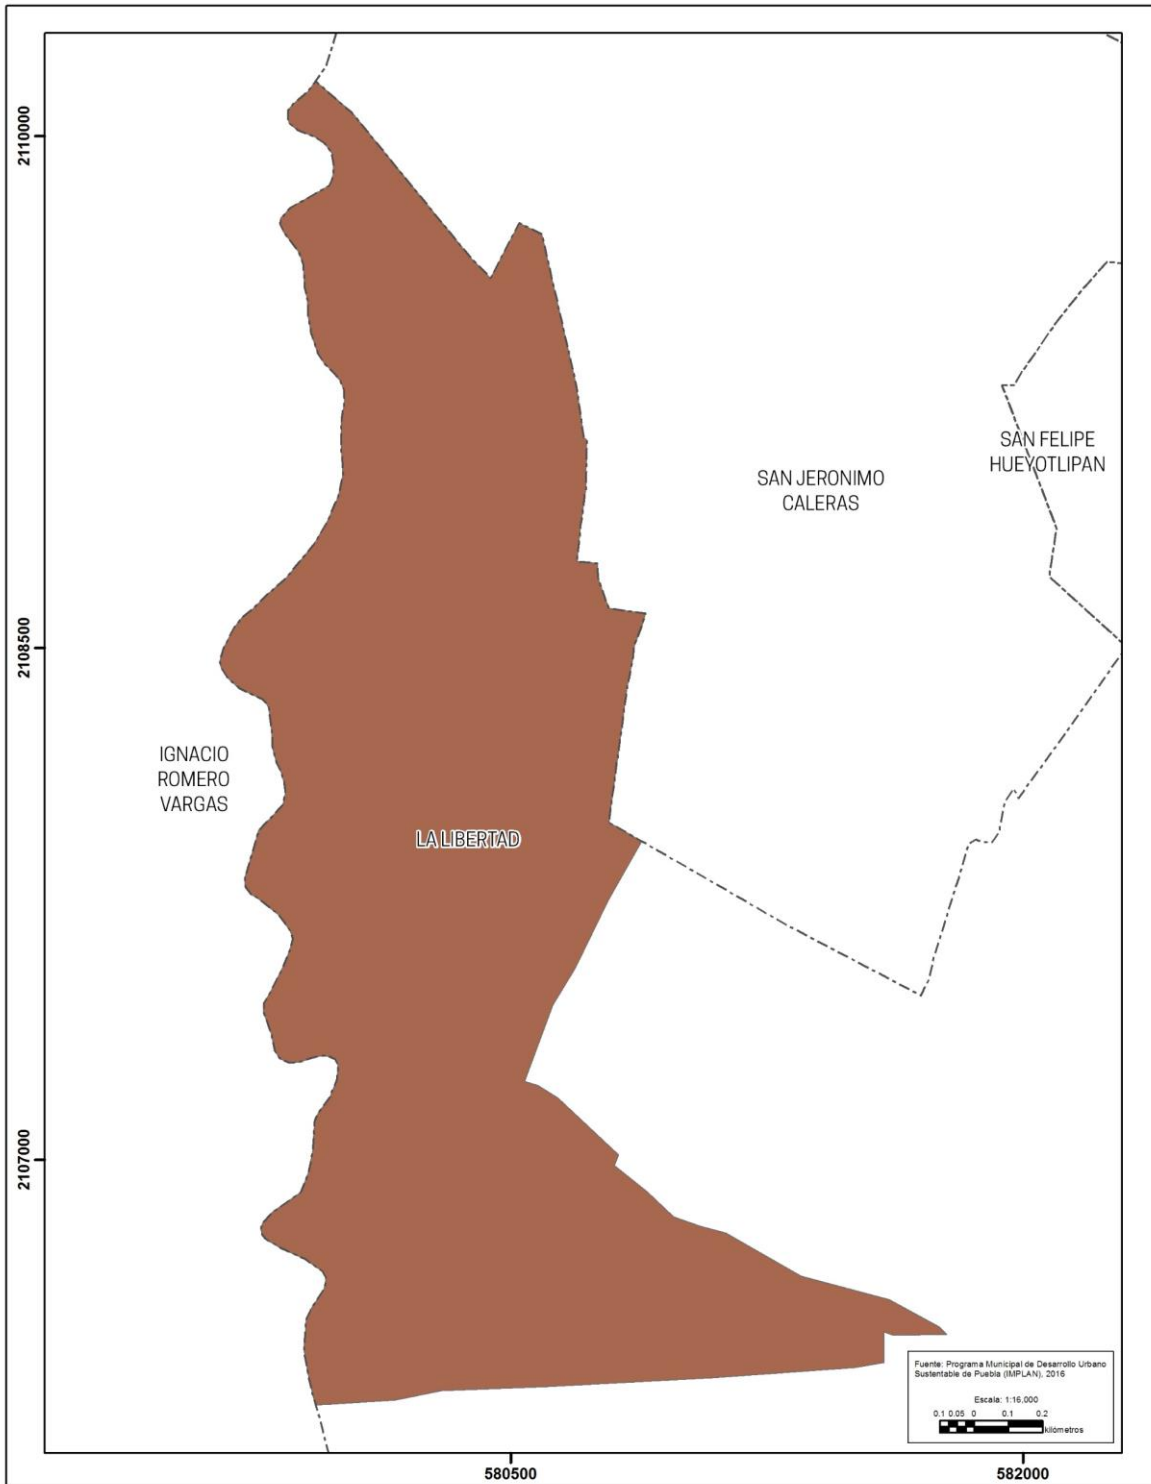 2110000
2108500
2107000
SAN FELIPE
HUEYOTLIPAN
SAN JERONIMO
CALERAS
IGNACIO
ROMERO
VARGAS
LA LIBERTAD
Fuente: Programa Municipal de Desarrollo Urbano
Sustentable de Puebla (IMPLAN), 2016
Escala: 1:16,000
0.1 0.05 0 0.1 0.2
kilómetros
580500 582000